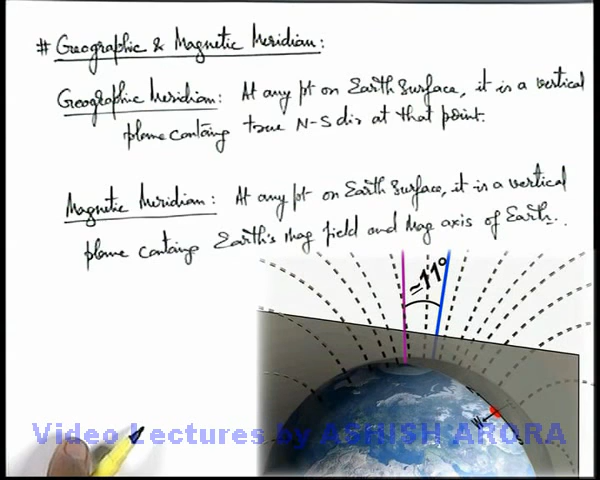 # Geographic & Magnetic Meridian:
Geographic Meridian: At any pt on Earth Surface, it is a vertical
plane containg true N-S dir at that point.
Magnetic Meridian: At any pt on Earth Surface, it is a vertical
plane containg Earth's Mag field and Mag axis of Earth.
≃11°
Video Lectures by ASHISH ARORA